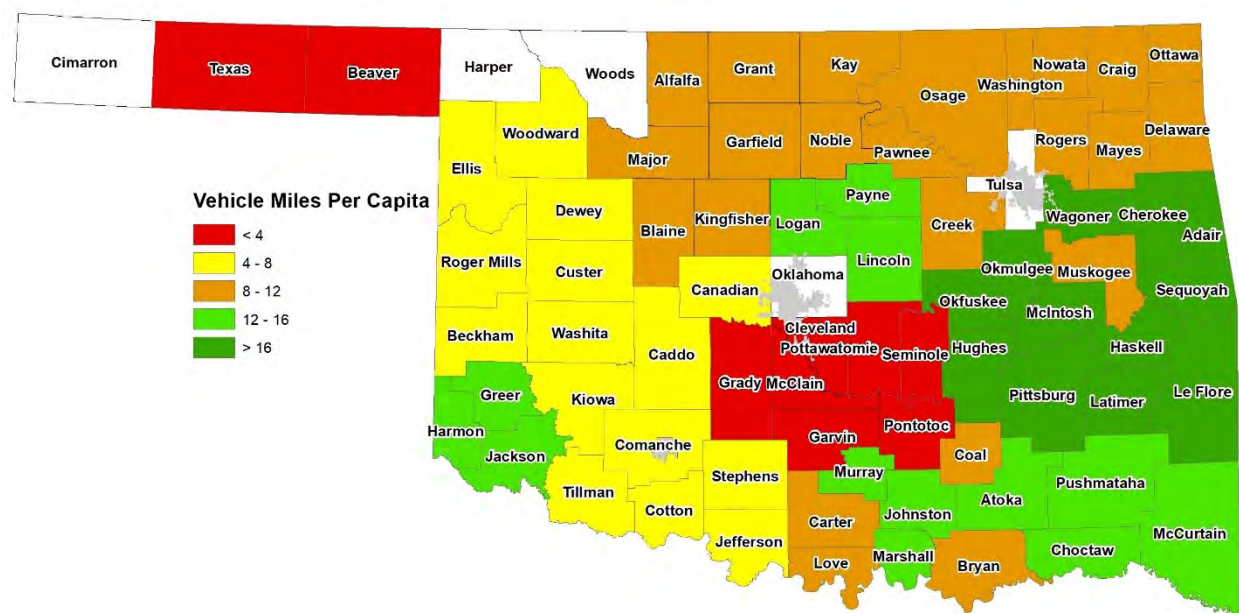 Cimarron
Texas
Beaver
Harper
Woods
Alfalfa
Grant
Kay
Osage
Washington
Nowata
Craig
Ottawa
Woodward
Ellis
Major
Garfield
Noble
Pawnee
Rogers
Mayes
Delaware
Vehicle Miles Per Capita
< 4
4 - 8
8 - 12
12 - 16
> 16
Dewey
Blaine
Kingfisher
Logan
Payne
Creek
Tulsa
Wagoner
Cherokee
Adair
Roger Mills
Custer
Canadian
Oklahoma
Lincoln
Okmulgee
Muskogee
Sequoyah
Okfuskee
McIntosh
Beckham
Washita
Caddo
Cleveland
Pottawatomie
Seminole
Hughes
Haskell
Grady
McClain
Pittsburg
Latimer
Le Flore
Greer
Kiowa
Harmon
Jackson
Comanche
Garvin
Pontotoc
Coal
Murray
Stephens
Tillman
Cotton
Carter
Johnston
Atoka
Pushmataha
McCurtain
Jefferson
Love
Marshall
Bryan
Choctaw